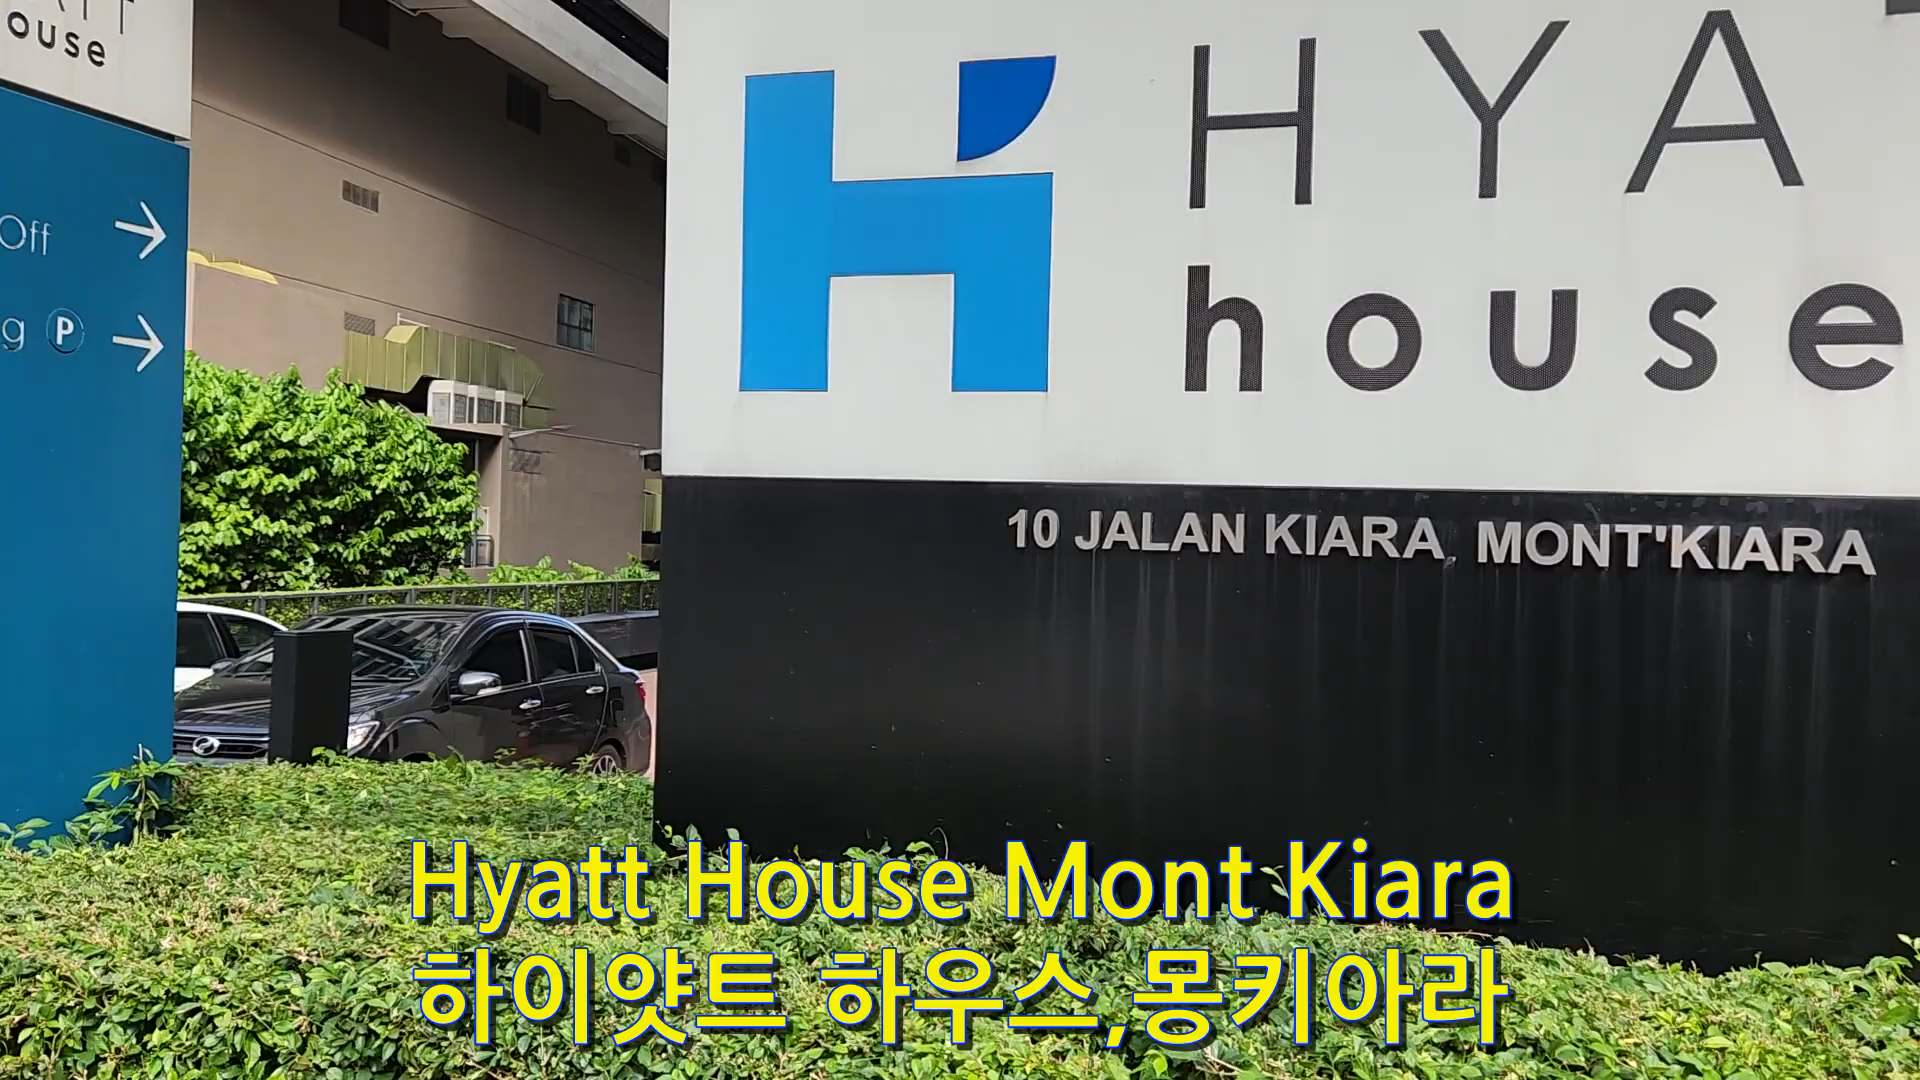 ouse
Off
g P
HYA
house
10 JALAN KIARA, MONT'KIARA
Hyatt House Mont Kiara
하이얏트 하우스,몽키아라